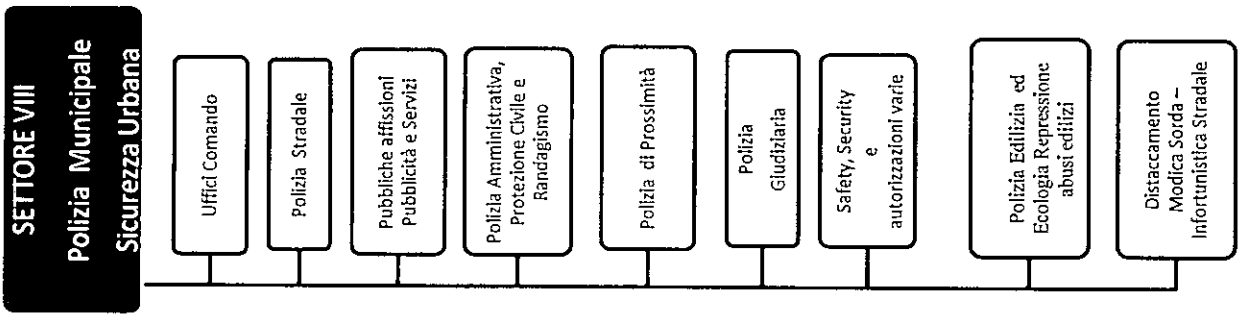 SETTORE VIII
Polizia Municipale
Sicurezza Urbana
Uffici Comando
Polizia Stradale
Pubbliche affissioni
Pubblicità e Servizi
Polizia Amministrativa,
Protezione Civile e
Randagismo
Polizia di Prossimità
Polizia
Giudiziaria
Safety, Security
e
autorizzazioni varie
Polizia Edilizia ed
Ecologia Repressione
abusi edilizi
Distaccamento
Modica Sorda –
Infortunistica Stradale